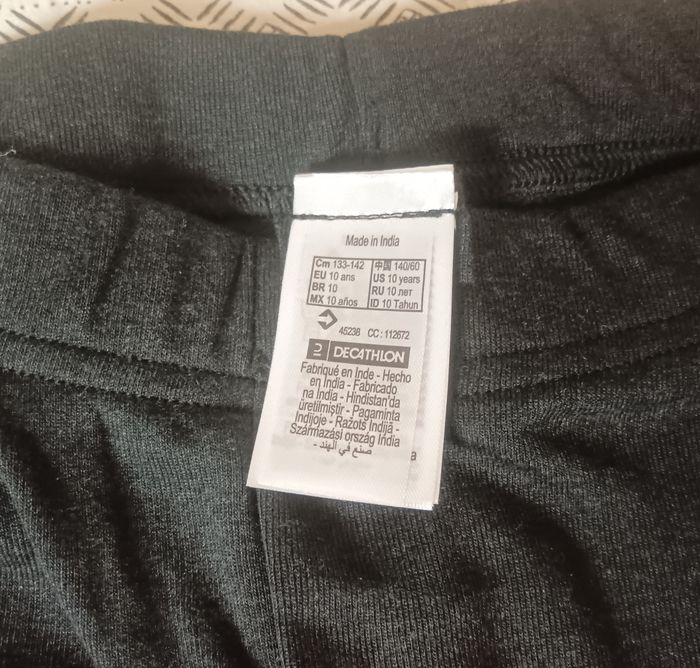 Made in India
Cm 133-142 中国 140/60
EU 10 ans US 10 years
BR 10 RU 10 лет
MX 10 años ID 10 Tahun
45238 CC : 112672
DECATHLON
Fabriqué en Inde - Hecho
en India - Fabricado
na India - Hindistan'da
üretilmiştir - Pagaminta
Indijoje - Ražots Indijā -
Származási ország India
صنع في الهند -
a